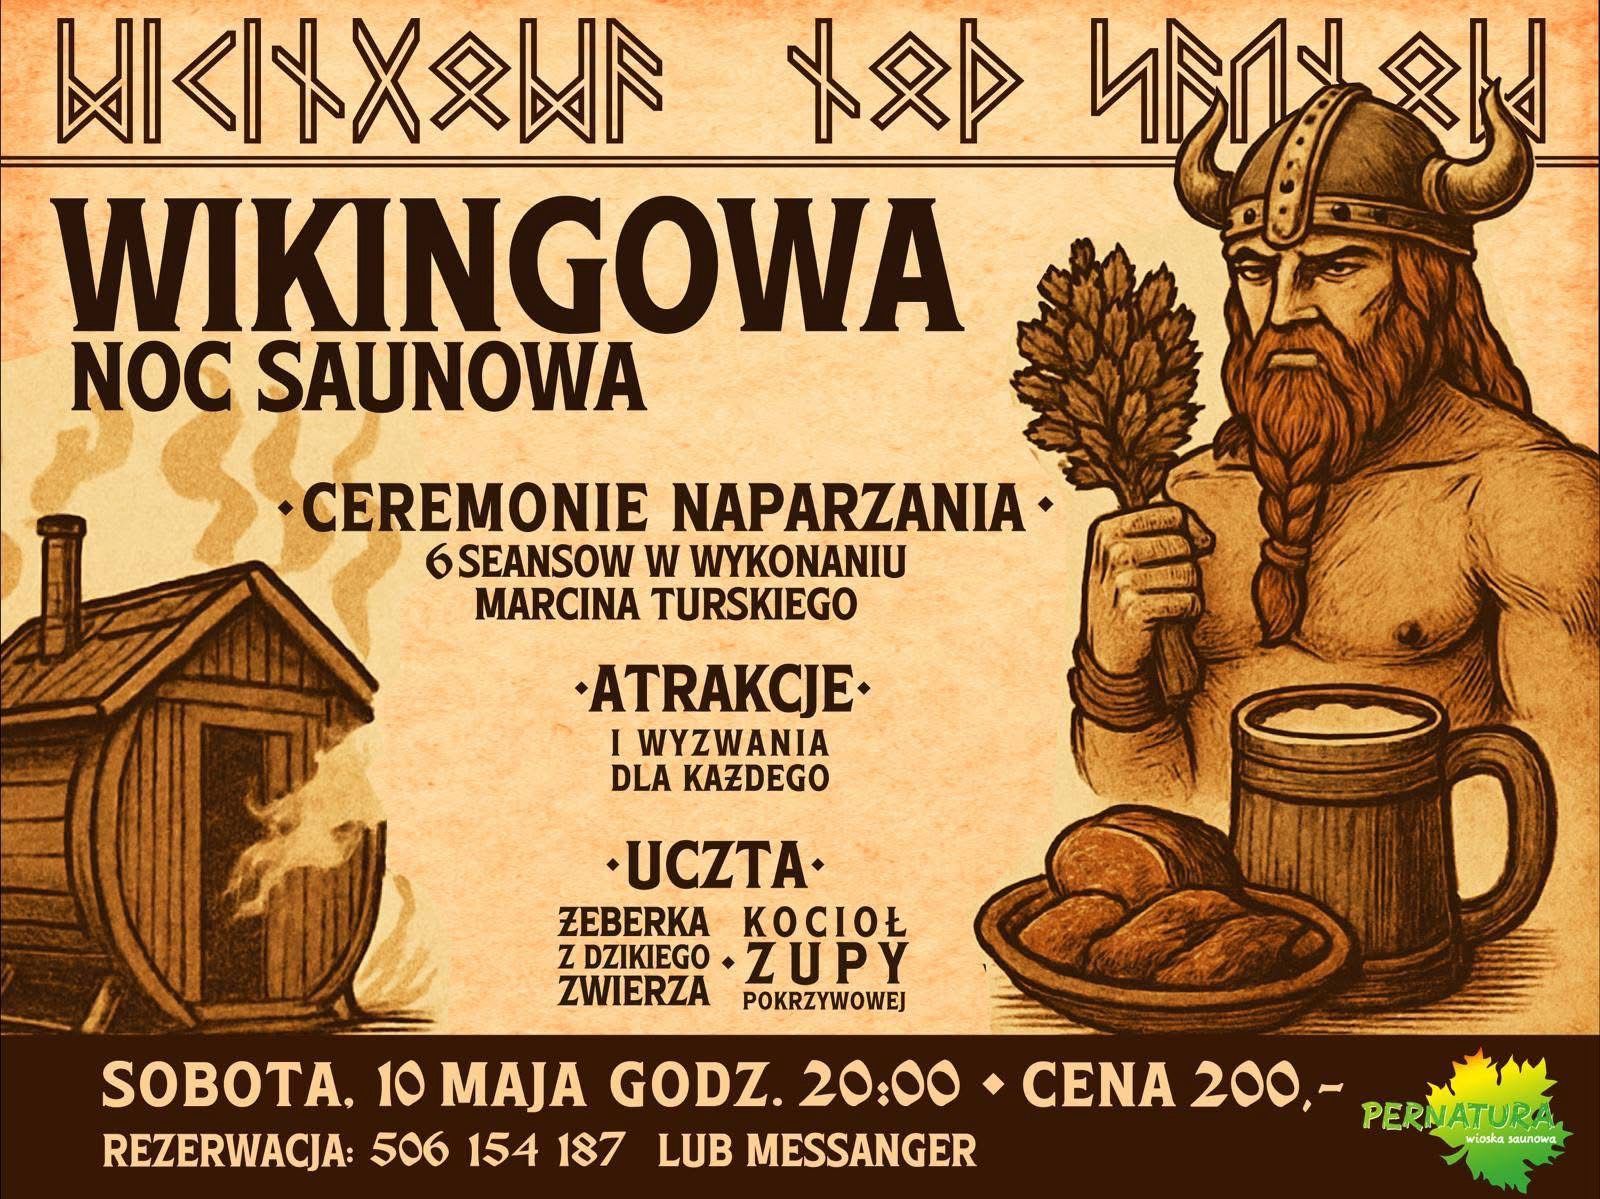 WIKINGOWA
NOC SAUNOWA
·CEREMONIE NAPARZANIA·
6 SEANSOW W WYKONANIU
MARCINA TURSKIEGO
·ATRAKCJE·
I WYZWANIA
DLA KAŻDEGO
·UCZTA·
ŻEBERKA
Z DZIKIEGO
ZWIERZA
·
KOCIOŁ
ZUPY
POKRZYWOWEJ
SOBOTA, 10 MAJA GODZ. 20:00 • CENA 200,-
REZERWACJA: 506 154 187 LUB MESSANGER
PERNATURA
wioska saunowa